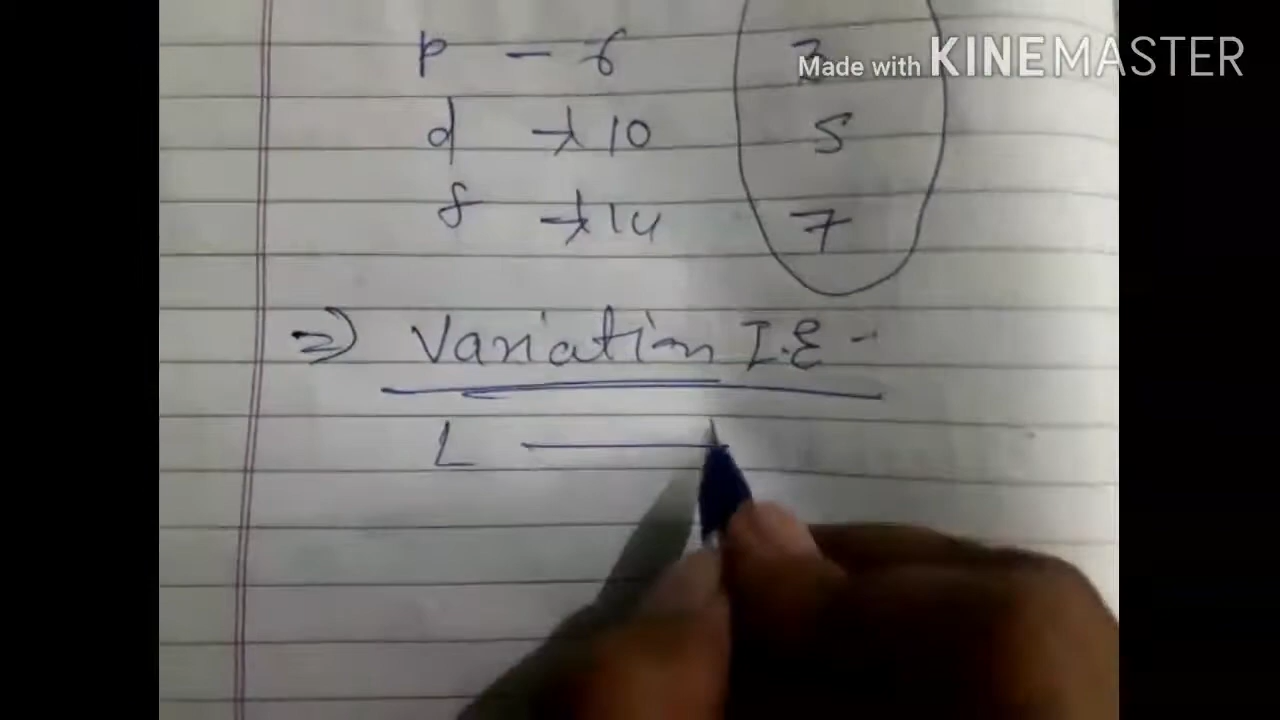 p - 6 3
Made with KINEMASTER
d → 10 5
f → 14 7
⇒ Variation I.E -
L